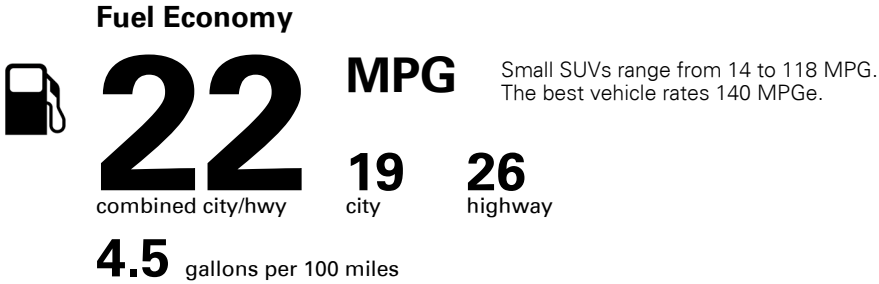 Fuel Economy
22 MPG
Small SUVs range from 14 to 118 MPG.
The best vehicle rates 140 MPGe.
19 26
combined city/hwy city highway
4.5 gallons per 100 miles